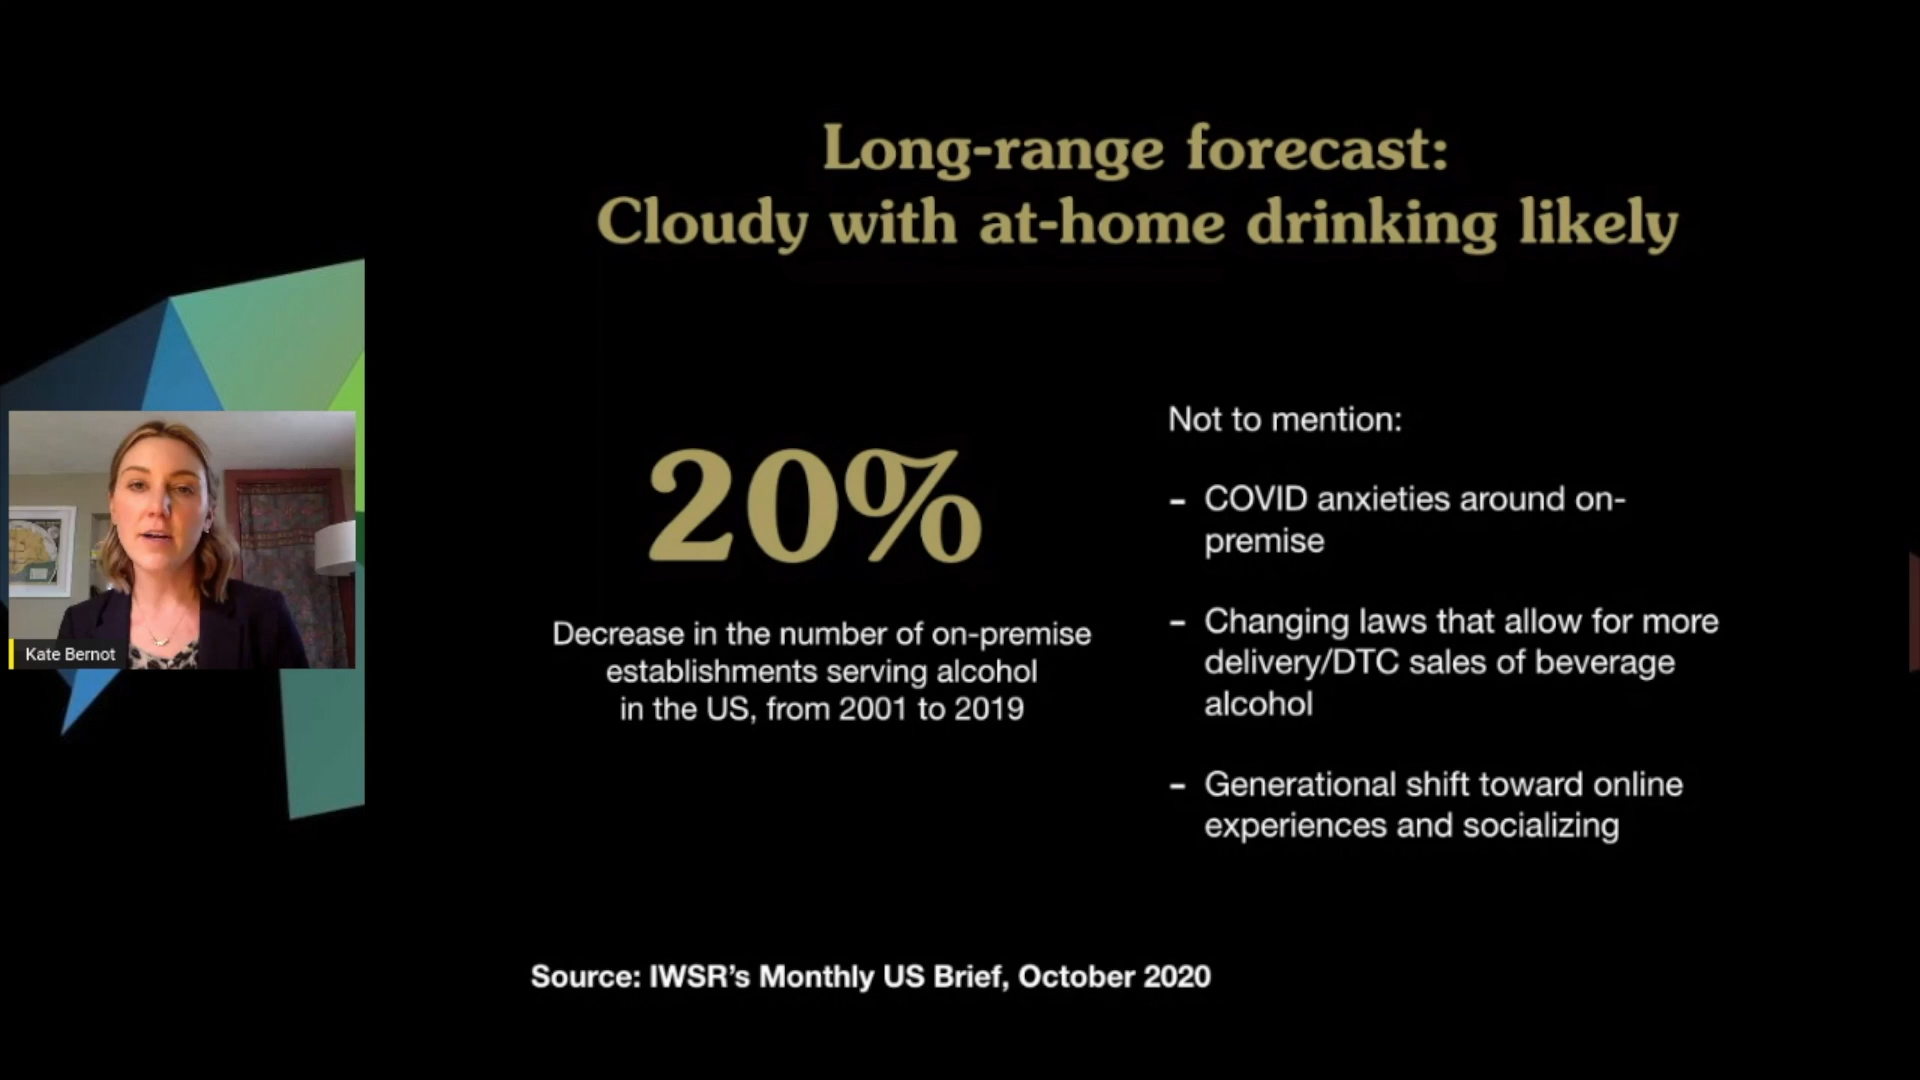 Long-range forecast:
Cloudy with at-home drinking likely
20%
Decrease in the number of on-premise
establishments serving alcohol
in the US, from 2001 to 2019
Not to mention:
- COVID anxieties around on-
premise
- Changing laws that allow for more
delivery/DTC sales of beverage
alcohol
- Generational shift toward online
experiences and socializing
Kate Bernot
Source: IWSR’s Monthly US Brief, October 2020